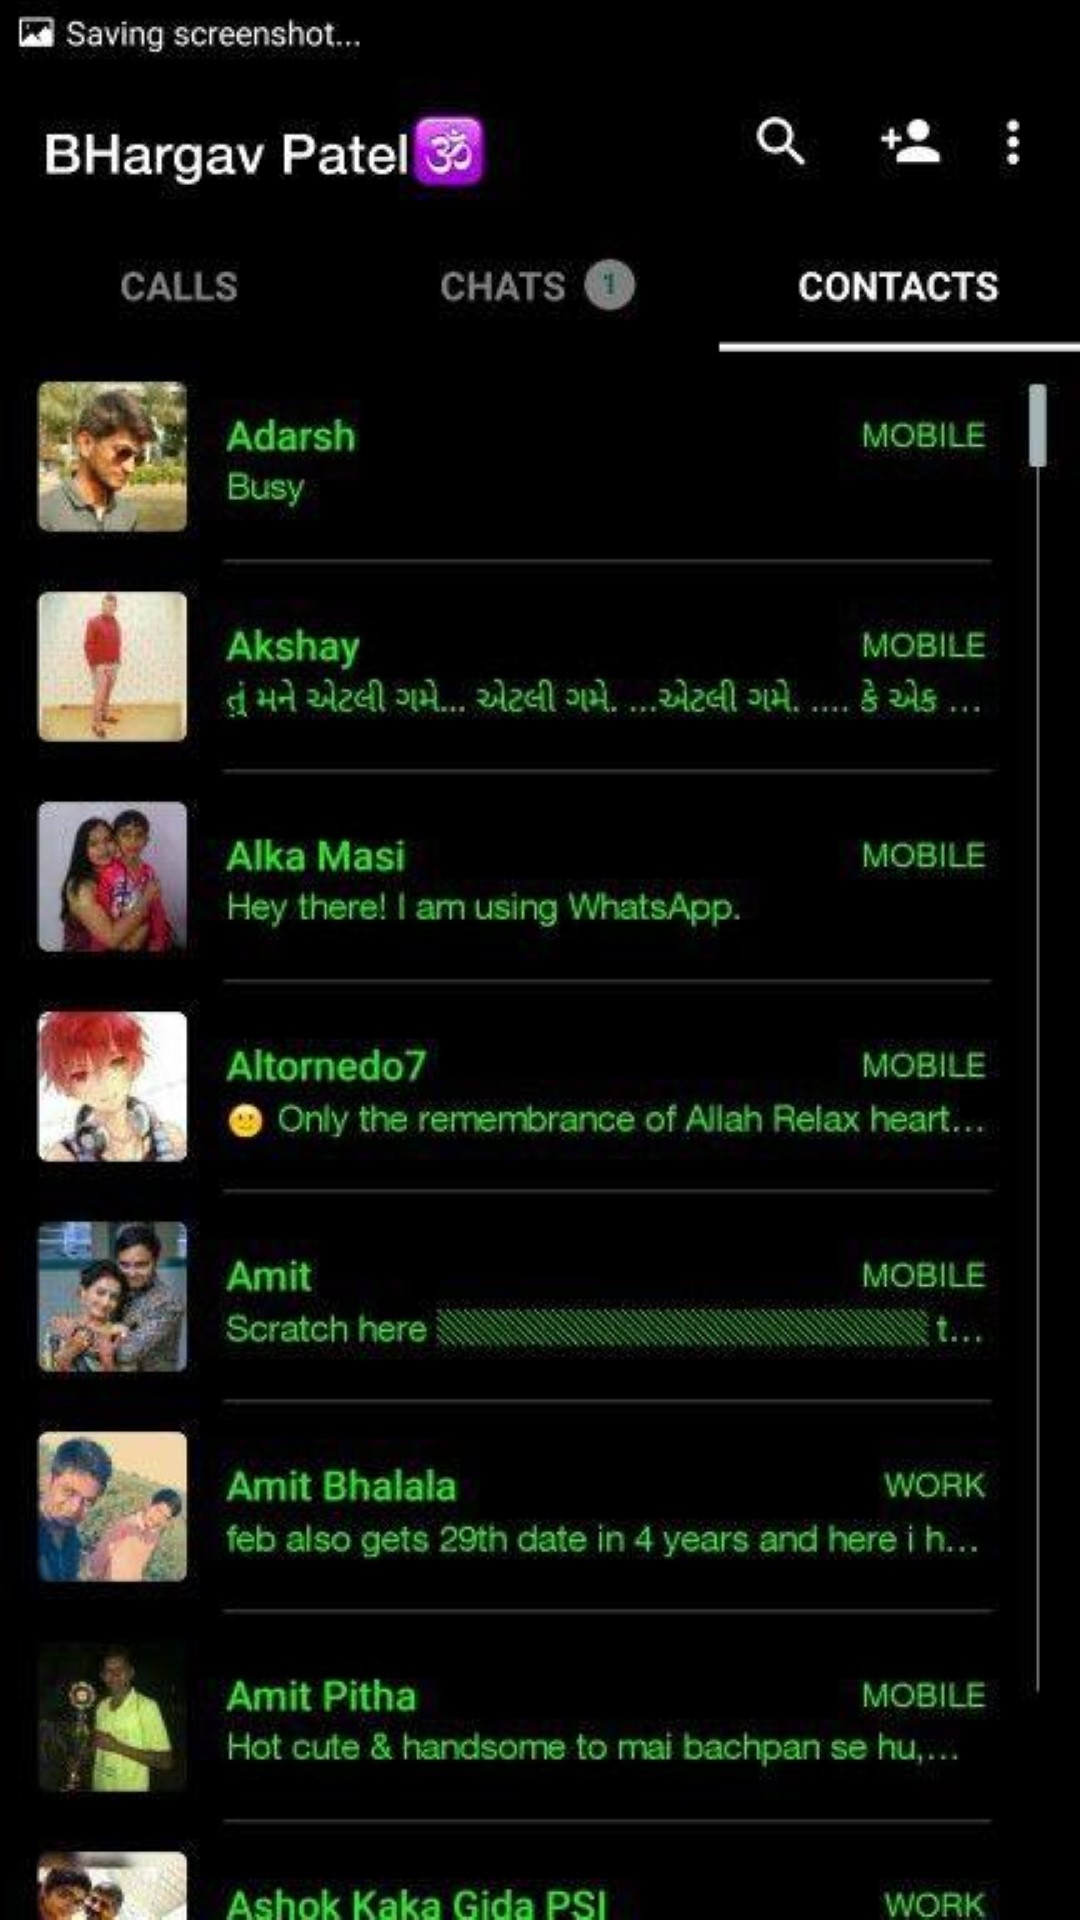 Saving screenshot...
BHargav Patel🕉
CALLS CHATS 1 CONTACTS
Adarsh MOBILE
Busy
Akshay MOBILE
તું મને એટલી ગમે... એટલી ગમે. ...એટલી ગમે. .... કે એક ...
Alka Masi MOBILE
Hey there! I am using WhatsApp.
Altornedo7 MOBILE
🙂 Only the remembrance of Allah Relax heart...
Amit MOBILE
Scratch here ▨▨▨▨▨▨▨▨▨▨▨▨ t...
Amit Bhalala WORK
feb also gets 29th date in 4 years and here i h...
Amit Pitha MOBILE
Hot cute & handsome to mai bachpan se hu,...
Ashok Kaka Gida PSI WORK